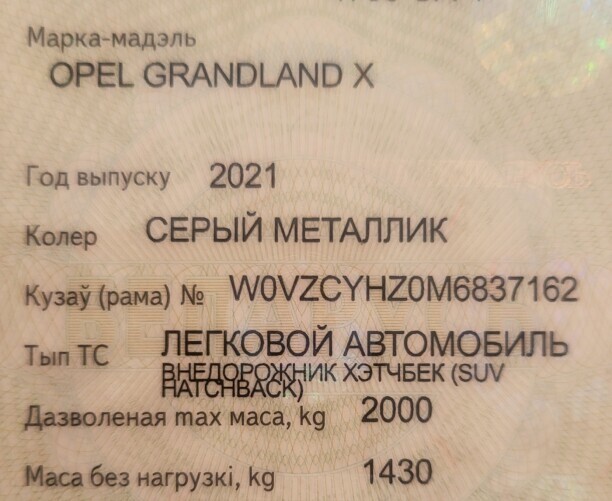 Марка-мадэль
OPEL GRANDLAND X
Год выпуску 2021
Колер СЕРЫЙ МЕТАЛЛИК
Кузаў (рама) № W0VZCYHZ0M6837162
Тып ТС ЛЕГКОВОЙ АВТОМОБИЛЬ
ВНЕДОРОЖНИК ХЭТЧБЕК (SUV
HATCHBACK)
Дазволеная max маса, kg 2000
Маса без нагрузкі, kg 1430